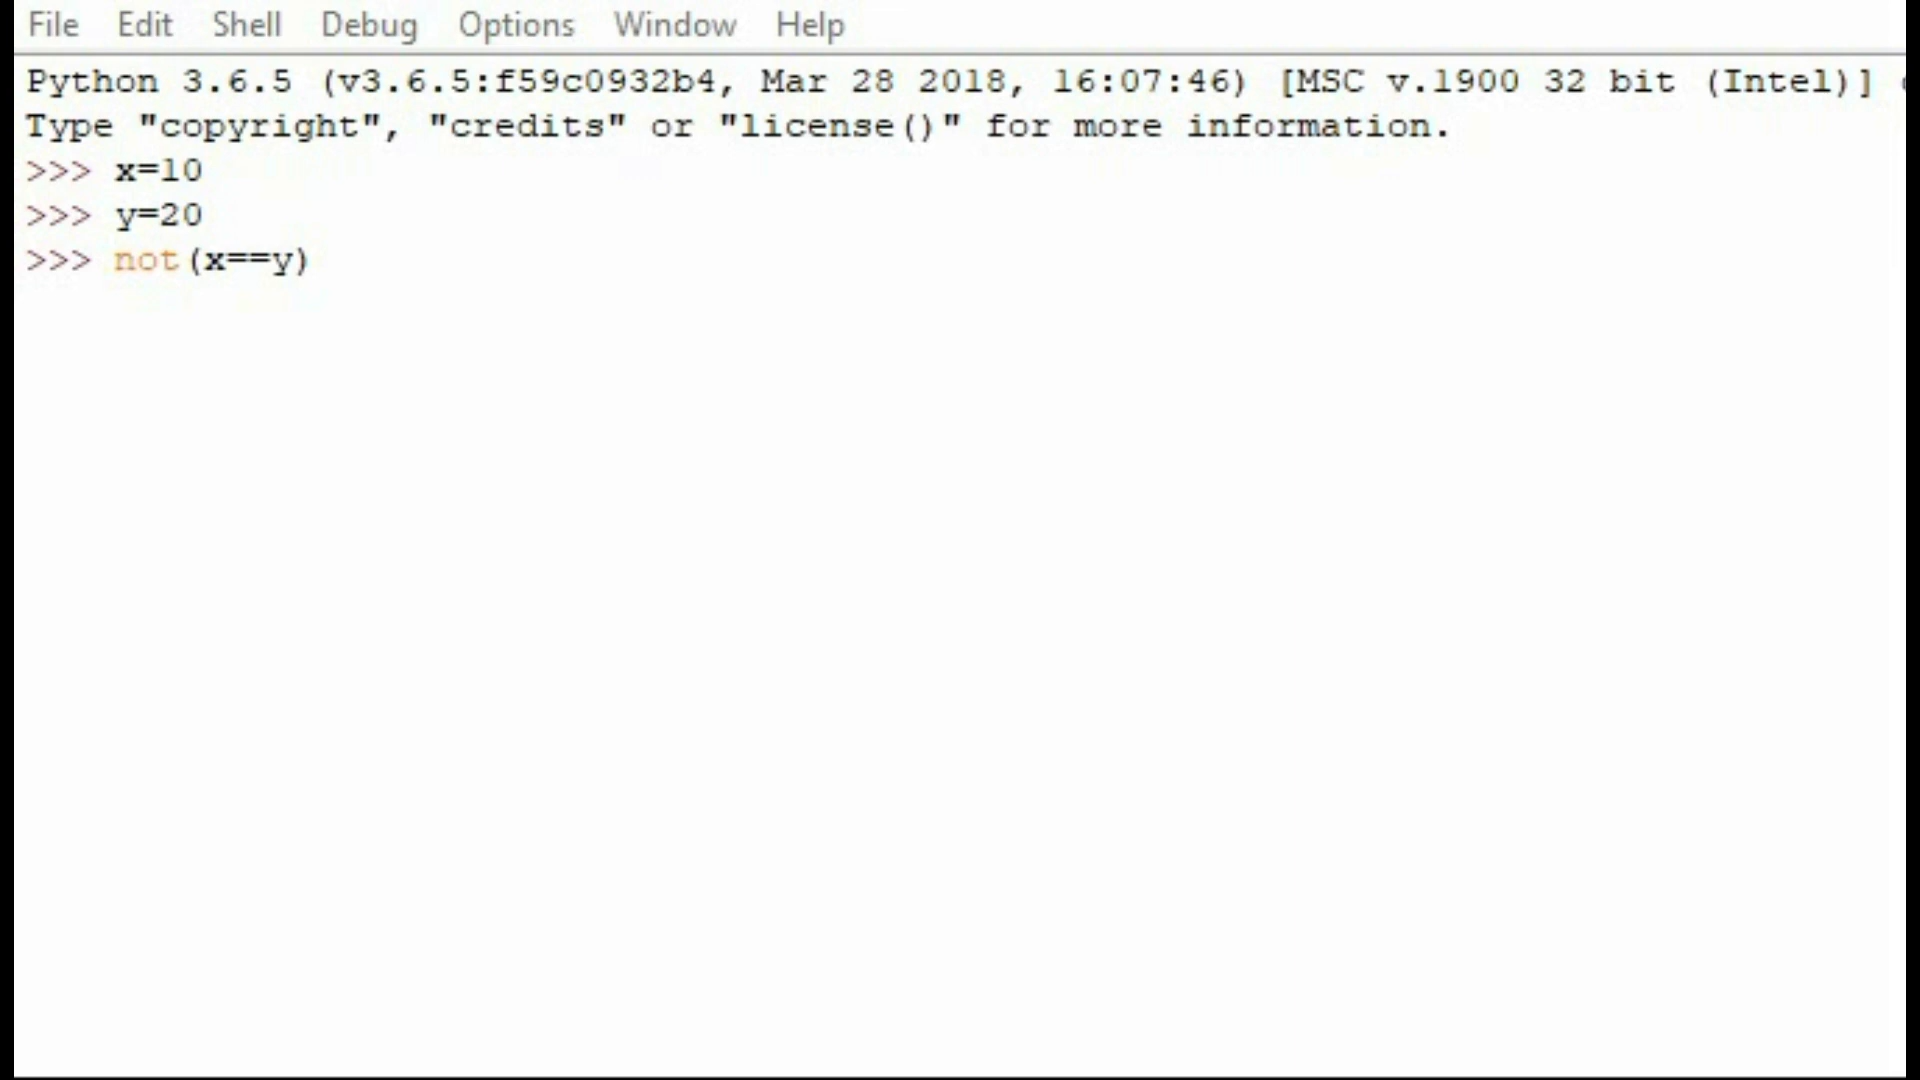 File Edit Shell Debug Options Window Help
Python 3.6.5 (v3.6.5:f59c0932b4, Mar 28 2018, 16:07:46) [MSC v.1900 32 bit (Intel)]
Type "copyright", "credits" or "license()" for more information.
>>> x=10
>>> y=20
>>> not(x==y)